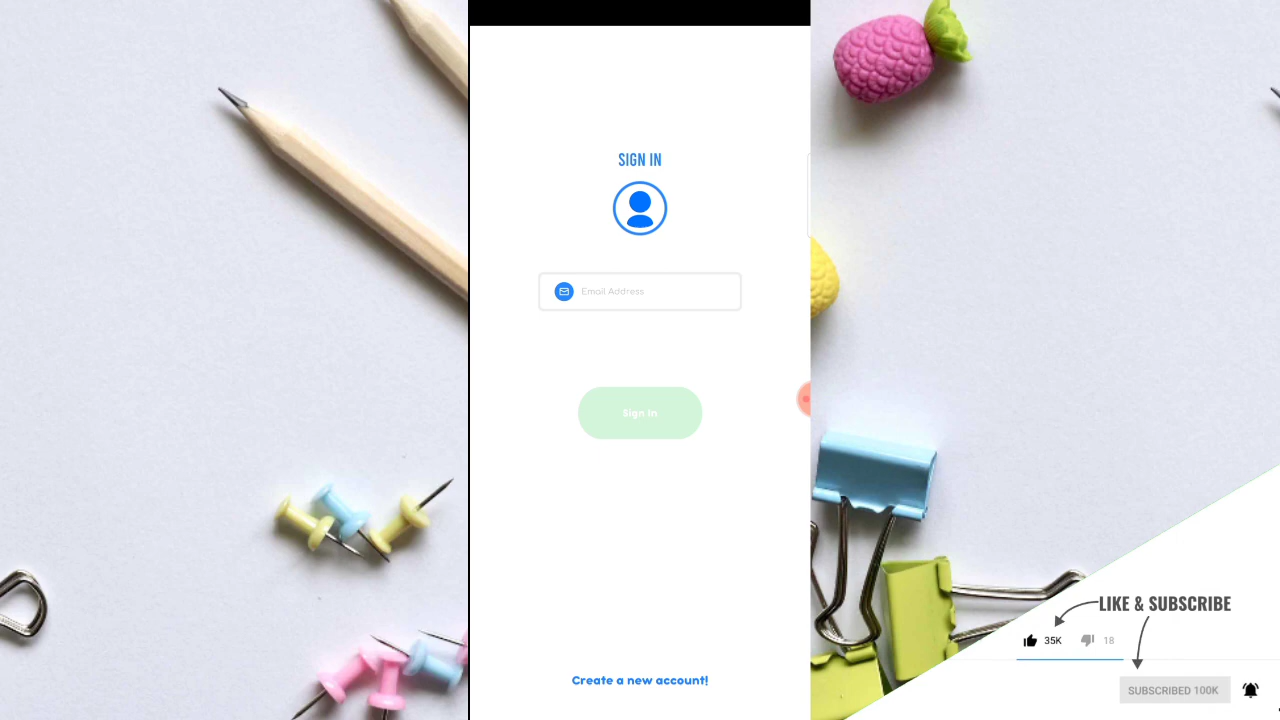 SIGN IN
Email Address
Sign In
Create a new account!
LIKE & SUBSCRIBE
35K 18
SUBSCRIBED 100K